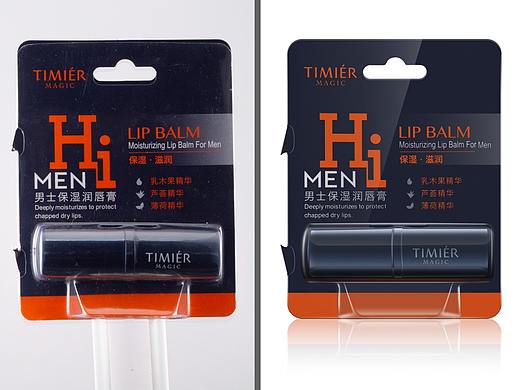 TIMIÉR
MAGIC
Hi
MEN
LIP BALM
Moisturizing Lip Balm For Men
保湿·滋润
乳木果精华
芦荟精华
薄荷精华
男士保湿润唇膏
Deeply moisturizes to protect
chapped dry lips.
TIMIÉR
MAGIC
TIMIÉR
MAGIC
Hi
MEN
LIP BALM
Moisturizing Lip Balm For Men
保湿·滋润
乳木果精华
芦荟精华
薄荷精华
男士保湿润唇膏
Deeply moisturizes to protect
chapped dry lips.
TIMIÉR
MAGIC